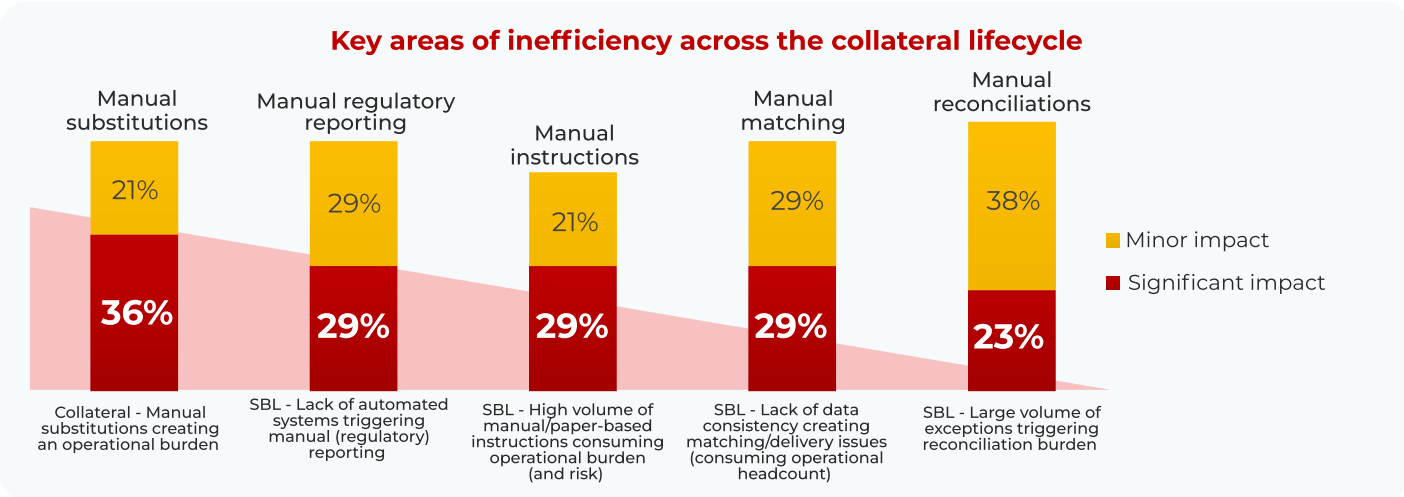 Key areas of inefficiency across the collateral lifecycle
Manual
substitutions
21%
36%
Collateral - Manual
substitutions creating
an operational burden
Manual regulatory
reporting
29%
29%
SBL - Lack of automated
systems triggering
manual (regulatory)
reporting
Manual
instructions
21%
29%
SBL - High volume of
manual/paper-based
instructions consuming
operational burden
(and risk)
Manual
matching
29%
29%
SBL - Lack of data
consistency creating
matching/delivery issues
(consuming operational
headcount)
Manual
reconciliations
38%
23%
SBL - Large volume of
exceptions triggering
reconciliation burden
Minor impact
Significant impact